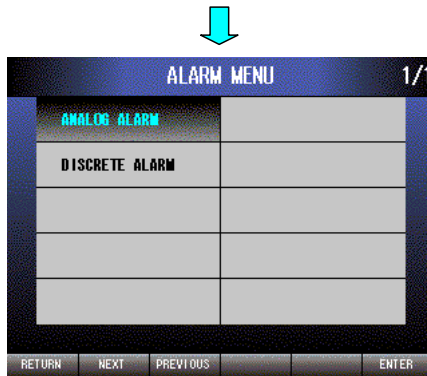 ALARM MENU 1/1
ANALOG ALARM
DISCRETE ALARM
RETURN NEXT PREVIOUS ENTER